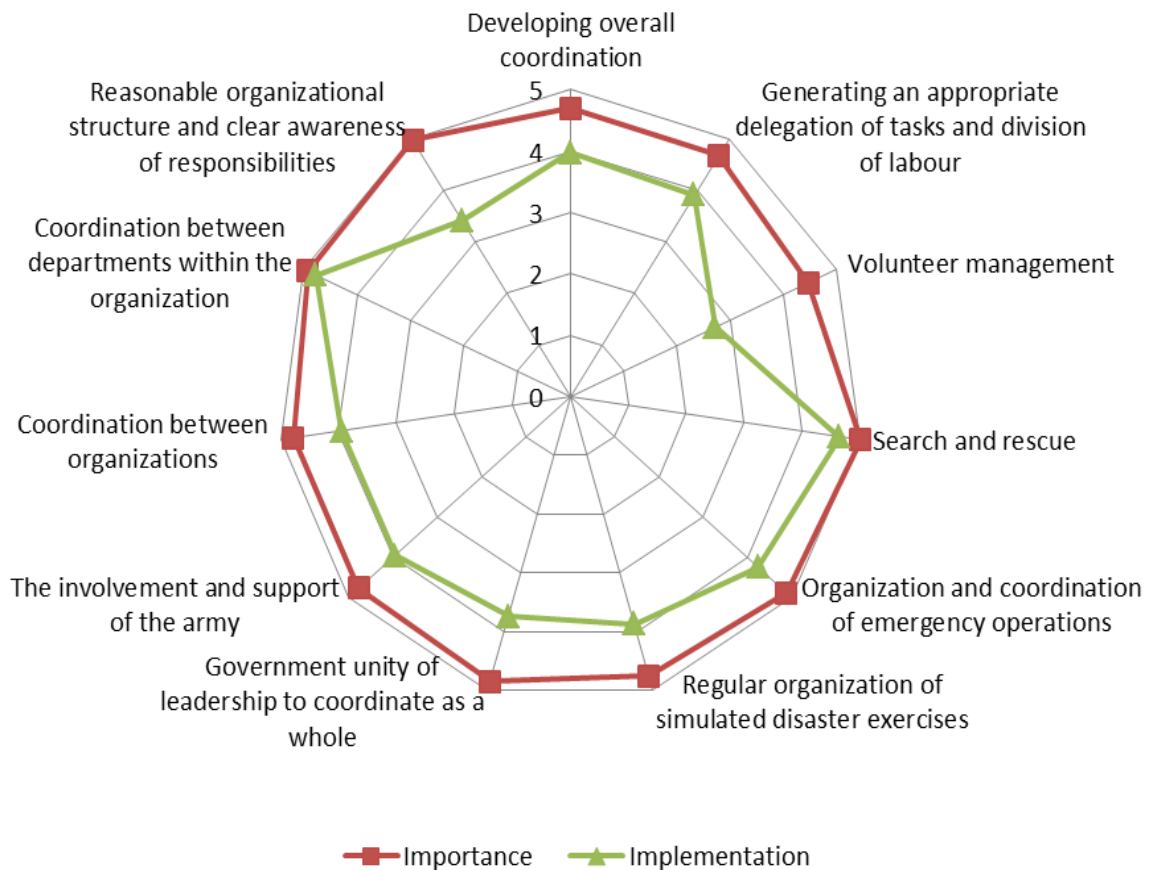 Developing overall
coordination
Generating an appropriate
delegation of tasks and division
of labour
Volunteer management
Search and rescue
Organization and coordination
of emergency operations
Regular organization of
simulated disaster exercises
Government unity of
leadership to coordinate as a
whole
The involvement and support
of the army
Coordination between
organizations
Coordination between
departments within the
organization
Reasonable organizational
structure and clear awareness
of responsibilities
5
4
3
2
1
0
Importance
Implementation